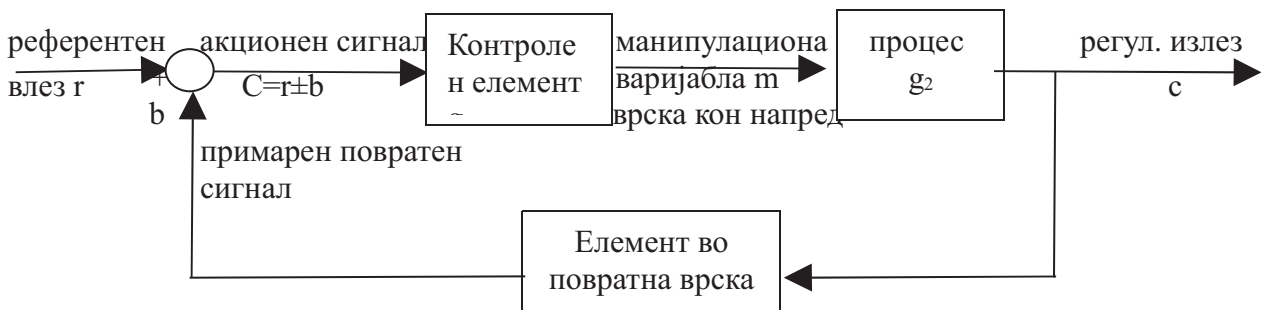 референтен
влез r
+
b
акционен сигнал
C=r±b
Контроле
н елемент
манипулациона
варијабла m
врска кон напред
процес
g₂
регул. излез
c
примарен повратен
сигнал
Елемент во
повратна врска